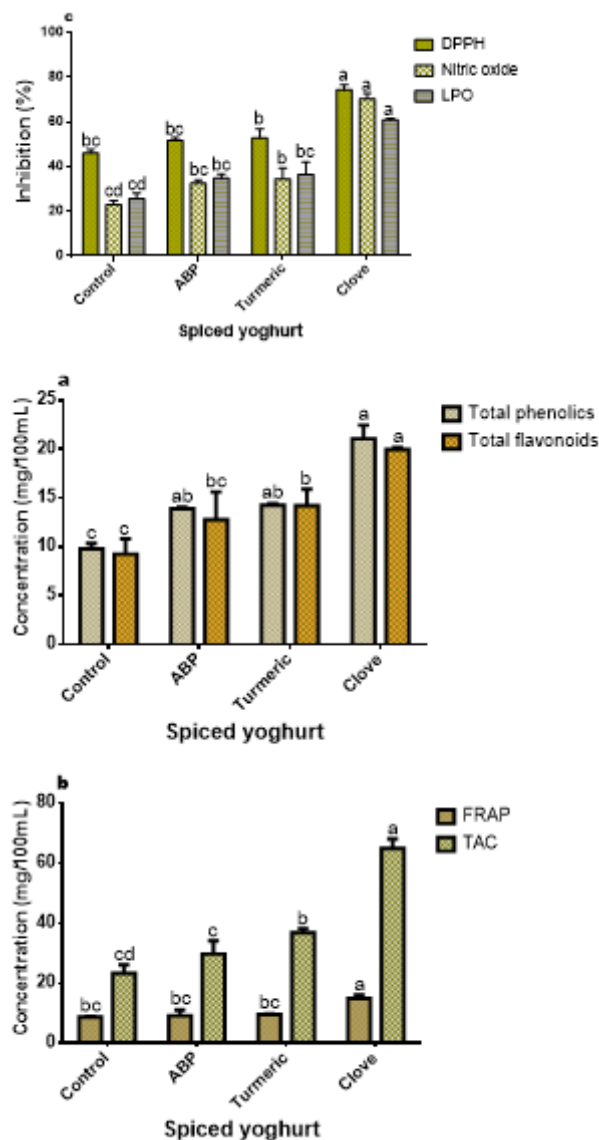 c
DPPH
Nitric oxide
LPO
Inhibition (%)
100
80
60
40
20
0
bc
cd
cd
bc
bc
bc
b
b
bc
a
a
a
Control
ABP
Turmeric
Clove
Spiced yoghurt
a
Total phenolics
Total flavonoids
Concentration (mg/100mL)
25
20
15
10
5
0
c
c
ab
bc
ab
b
a
a
Control
ABP
Turmeric
Clove
Spiced yoghurt
b
FRAP
TAC
Concentration (mg/100mL)
80
60
40
20
0
bc
cd
bc
c
bc
b
a
a
Control
ABP
Turmeric
Clove
Spiced yoghurt